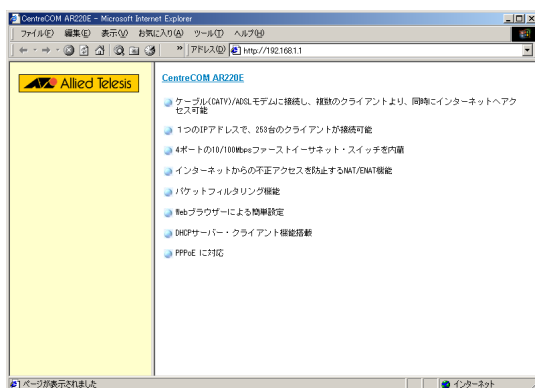 CentreCOM AR220E - Microsoft Internet Explorer
ファイル(F) 編集(E) 表示(V) お気に入り(A) ツール(T) ヘルプ(H)
» アドレス(D) http://192.168.1.1
Allied Telesis
CentreCOM AR220E
ケーブル(CATV)/ADSLモデムに接続し、複数のクライアントより、同時にインターネットへアク
セス可能
1つのIPアドレスで、253台のクライアントが接続可能
4ポートの10/100Mbpsファーストイーサネット・スイッチを内蔵
インターネットからの不正アクセスを防止するNAT/ENAT機能
パケットフィルタリング機能
Webブラウザーによる簡単設定
DHCPサーバー・クライアント機能搭載
PPPoE に対応
ページが表示されました
インターネット